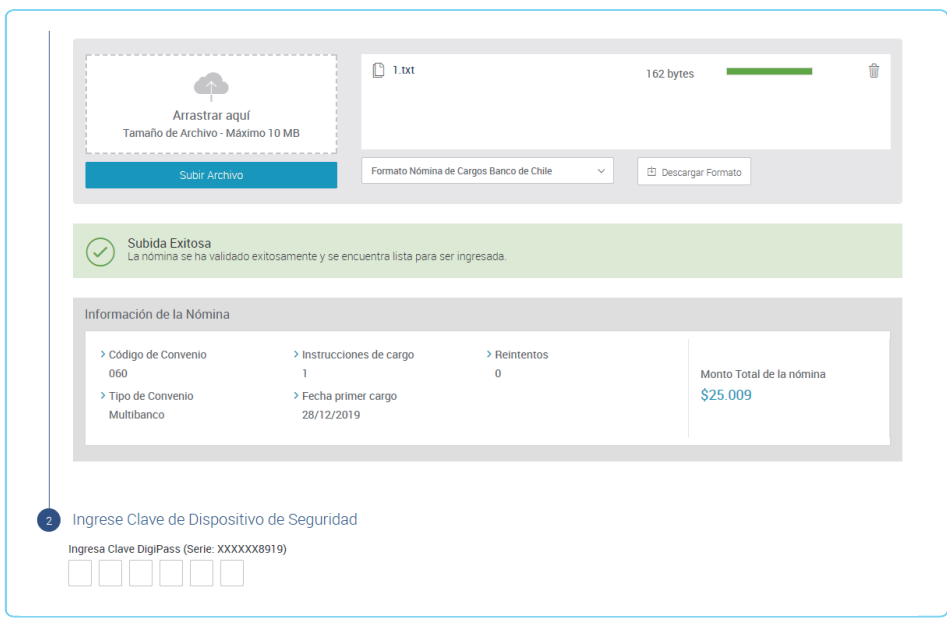 Arrastrar aquí
Tamaño de Archivo - Máximo 10 MB
Subir Archivo
1.txt
162 bytes
Formato Nómina de Cargos Banco de Chile
Descargar Formato
Subida Exitosa
La nómina se ha validado exitosamente y se encuentra lista para ser ingresada.
Información de la Nómina
Código de Convenio
060
Tipo de Convenio
Multibanco
Instrucciones de cargo
1
Fecha primer cargo
28/12/2019
Reintentos
0
Monto Total de la nómina
$25.009
2
Ingrese Clave de Dispositivo de Seguridad
Ingresa Clave DigiPass (Serie: XXXXXX8919)